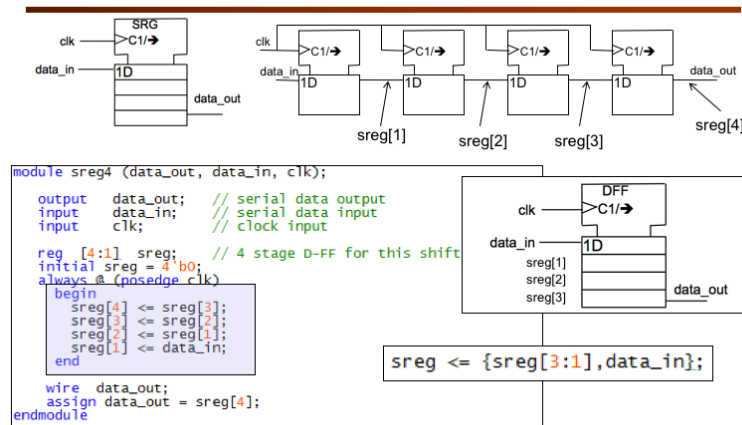 SRG
clk
C1/➔
data_in
1D
data_out
clk
C1/➔
C1/➔
C1/➔
C1/➔
data_in
1D
1D
1D
1D
data_out
sreg[1]
sreg[2]
sreg[3]
sreg[4]
module sreg4 (data_out, data_in, clk);
output data_out; // serial data output
input data_in; // serial data input
input clk; // clock input
reg [4:1] sreg; // 4 stage D-FF for this shift
initial sreg = 4'b0;
always @ (posedge clk)
begin
sreg[4] <= sreg[3];
sreg[3] <= sreg[2];
sreg[2] <= sreg[1];
sreg[1] <= data_in;
end
wire data_out;
assign data_out = sreg[4];
endmodule
DFF
clk
C1/➔
data_in
1D
sreg[1]
sreg[2]
sreg[3]
data_out
sreg <= {sreg[3:1],data_in};